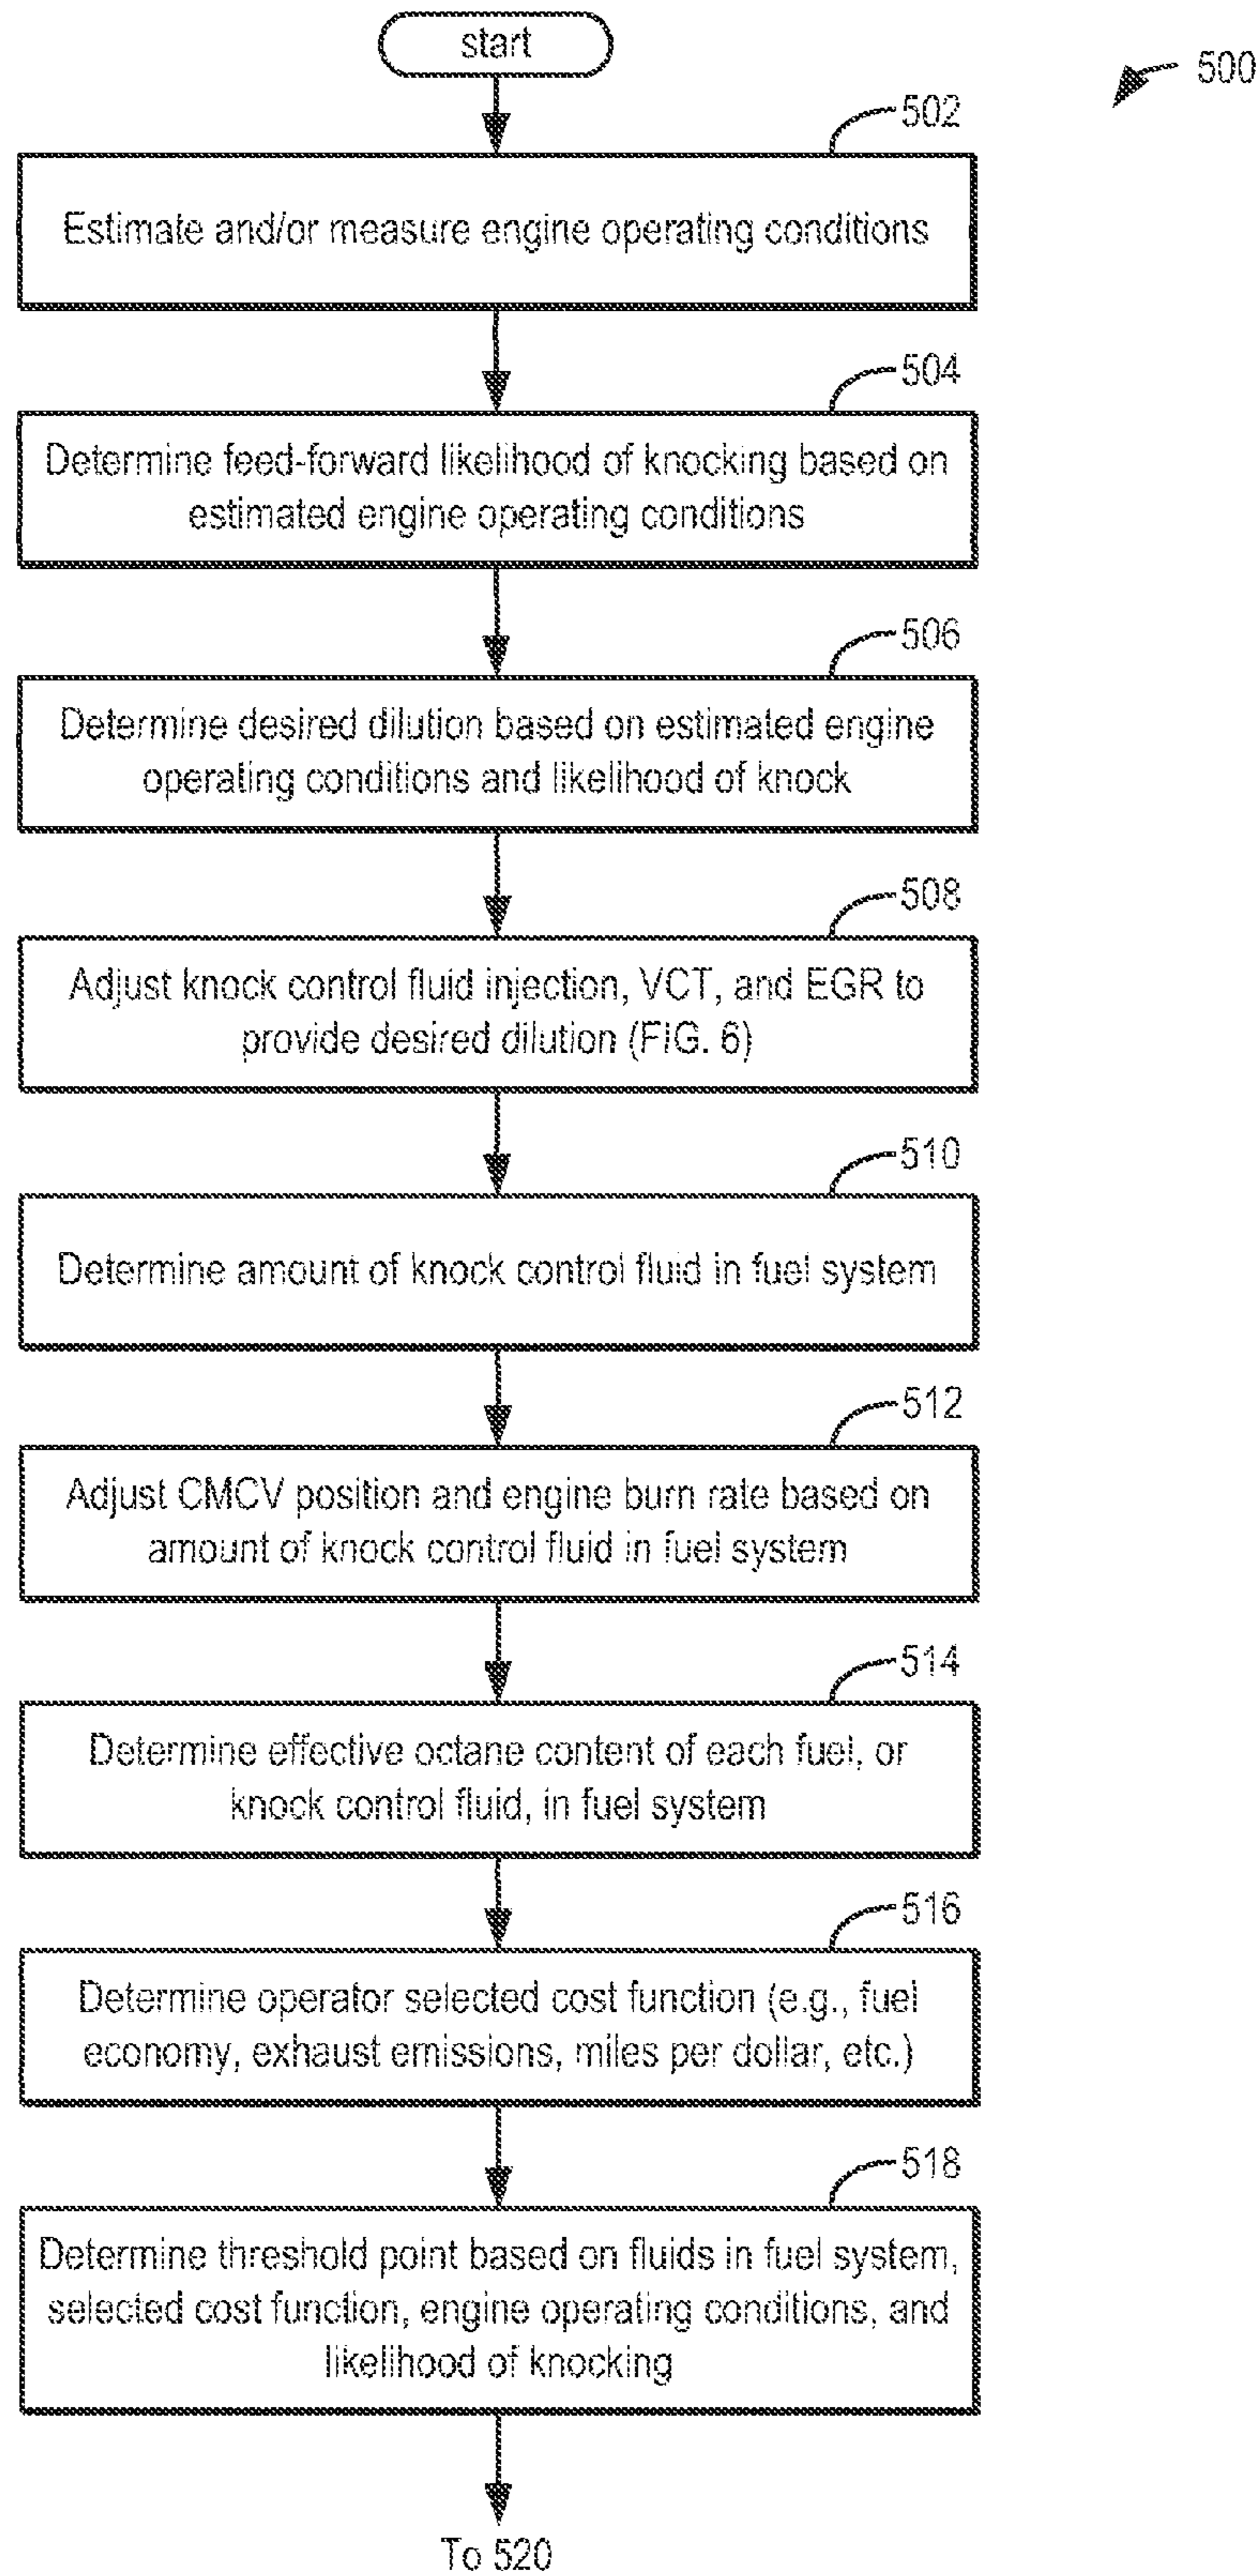 start
500
502
Estimate and/or measure engine operating conditions
504
Determine feed-forward likelihood of knocking based on
estimated engine operating conditions
506
Determine desired dilution based on estimated engine
operating conditions and likelihood of knock
508
Adjust knock control fluid injection, VCT, and EGR to
provide desired dilution (FIG. 6)
510
Determine amount of knock control fluid in fuel system
512
Adjust CMCV position and engine burn rate based on
amount of knock control fluid in fuel system
514
Determine effective octane content of each fuel, or
knock control fluid, in fuel system
516
Determine operator selected cost function (e.g., fuel
economy, exhaust emissions, miles per dollar, etc.)
518
Determine threshold point based on fluids in fuel system,
selected cost function, engine operating conditions, and
likelihood of knocking
To 520